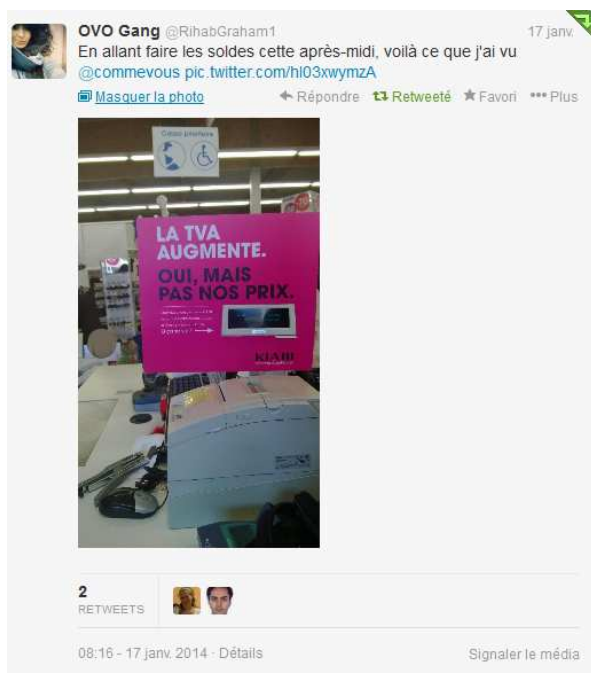 OVO Gang @RihabGraham1 17 janv.
En allant faire les soldes cette après-midi, voilà ce que j'ai vu
@commevous pic.twitter.com/hl03xwymzA
Masquer la photo Répondre Retweeté Favori Plus
Caisse prioritaire
LA TVA
AUGMENTE.
OUI, MAIS
PAS NOS PRIX.
KIABI
2
RETWEETS
08:16 - 17 janv. 2014 · Détails Signaler le média